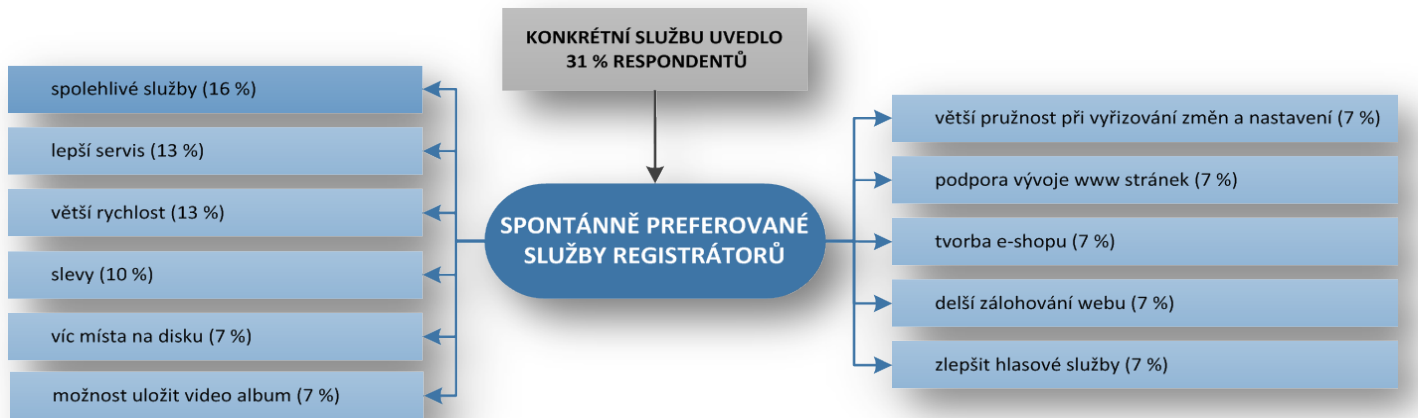 KONKRÉTNÍ SLUŽBU UVEDLO
31 % RESPONDENTŮ
spolehlivé služby (16 %)
lepší servis (13 %)
větší rychlost (13 %)
slevy (10 %)
víc místa na disku (7 %)
možnost uložit video album (7 %)
SPONTÁNNĚ PREFEROVANÉ
SLUŽBY REGISTRÁTORŮ
větší pružnost při vyřizování změn a nastavení (7 %)
podpora vývoje www stránek (7 %)
tvorba e-shopu (7 %)
delší zálohování webu (7 %)
zlepšit hlasové služby (7 %)